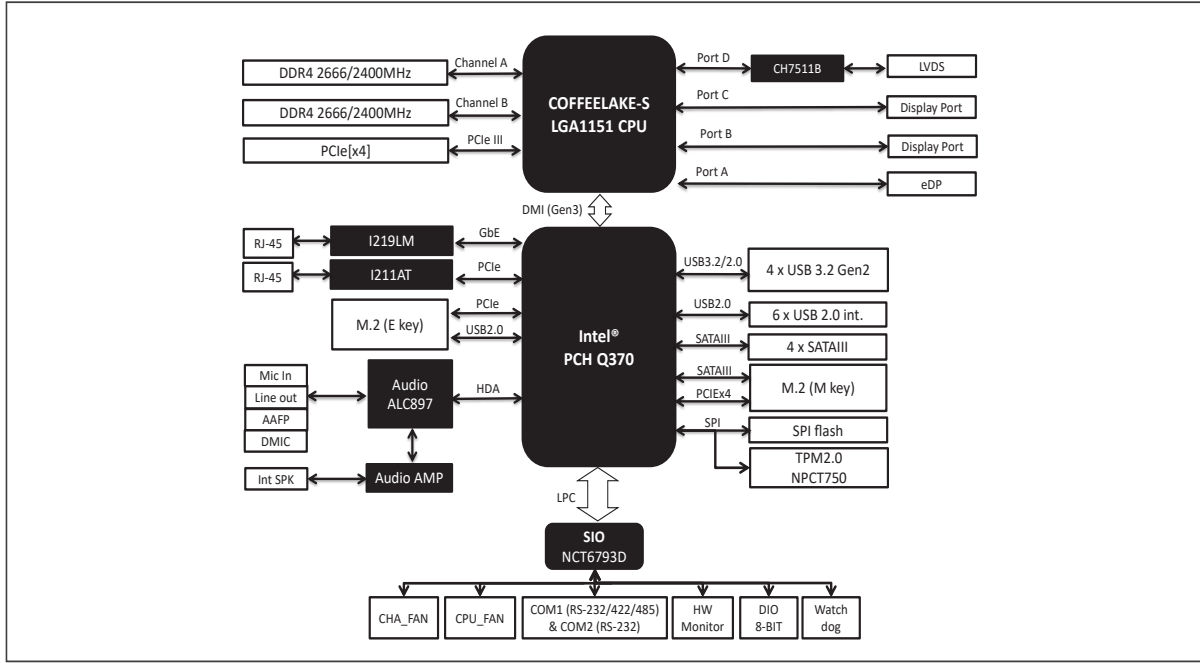 DDR4 2666/2400MHz
Channel A
DDR4 2666/2400MHz
Channel B
PCIe[x4]
PCIe III
COFFEELAKE-S
LGA1151 CPU
Port D
CH7511B
LVDS
Port C
Display Port
Port B
Display Port
Port A
eDP
DMI (Gen3)
RJ-45
I219LM
GbE
RJ-45
I211AT
PCIe
M.2 (E key)
PCIe
USB2.0
Intel®
PCH Q370
USB3.2/2.0
4 x USB 3.2 Gen2
USB2.0
6 x USB 2.0 int.
SATAIII
4 x SATAIII
SATAIII
PCIEx4
M.2 (M key)
SPI
SPI flash
TPM2.0
NPCT750
Mic In
Line out
AAFP
DMIC
Audio
ALC897
HDA
Int SPK
Audio AMP
LPC
SIO
NCT6793D
CHA_FAN
CPU_FAN
COM1 (RS-232/422/485)
& COM2 (RS-232)
HW
Monitor
DIO
8-BIT
Watch
dog